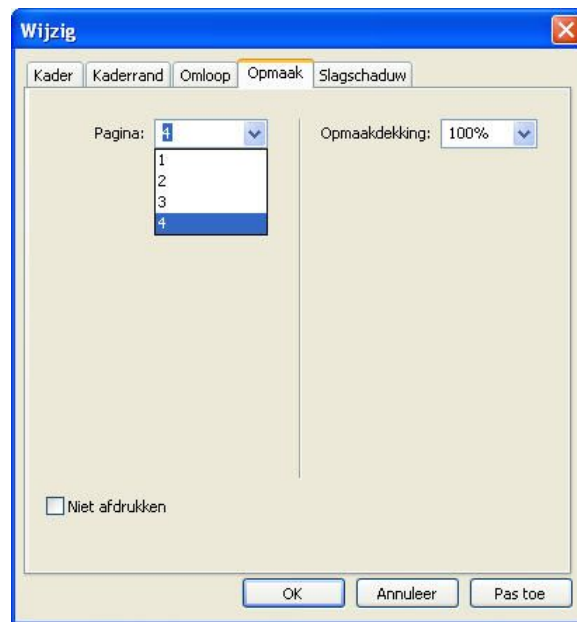 Wijzig
Kader Kaderrand Omloop Opmaak Slagschaduw
Pagina: 4 Opmaakdekking: 100%
1
2
3
4
Niet afdrukken
OK Annuleer Pas toe